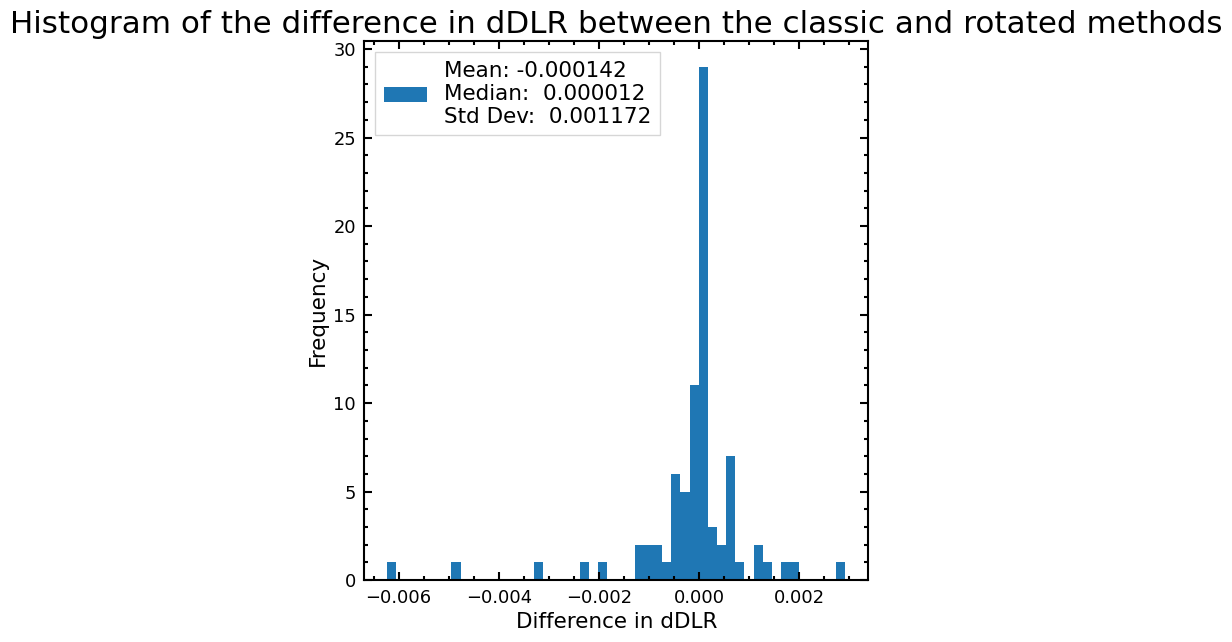 Histogram of the difference in dDLR between the classic and rotated methods
Mean: -0.000142
Median:  0.000012
Std Dev:  0.001172
30
25
20
15
10
5
0
Frequency
−0.006 −0.004 −0.002 0.000 0.002
Difference in dDLR